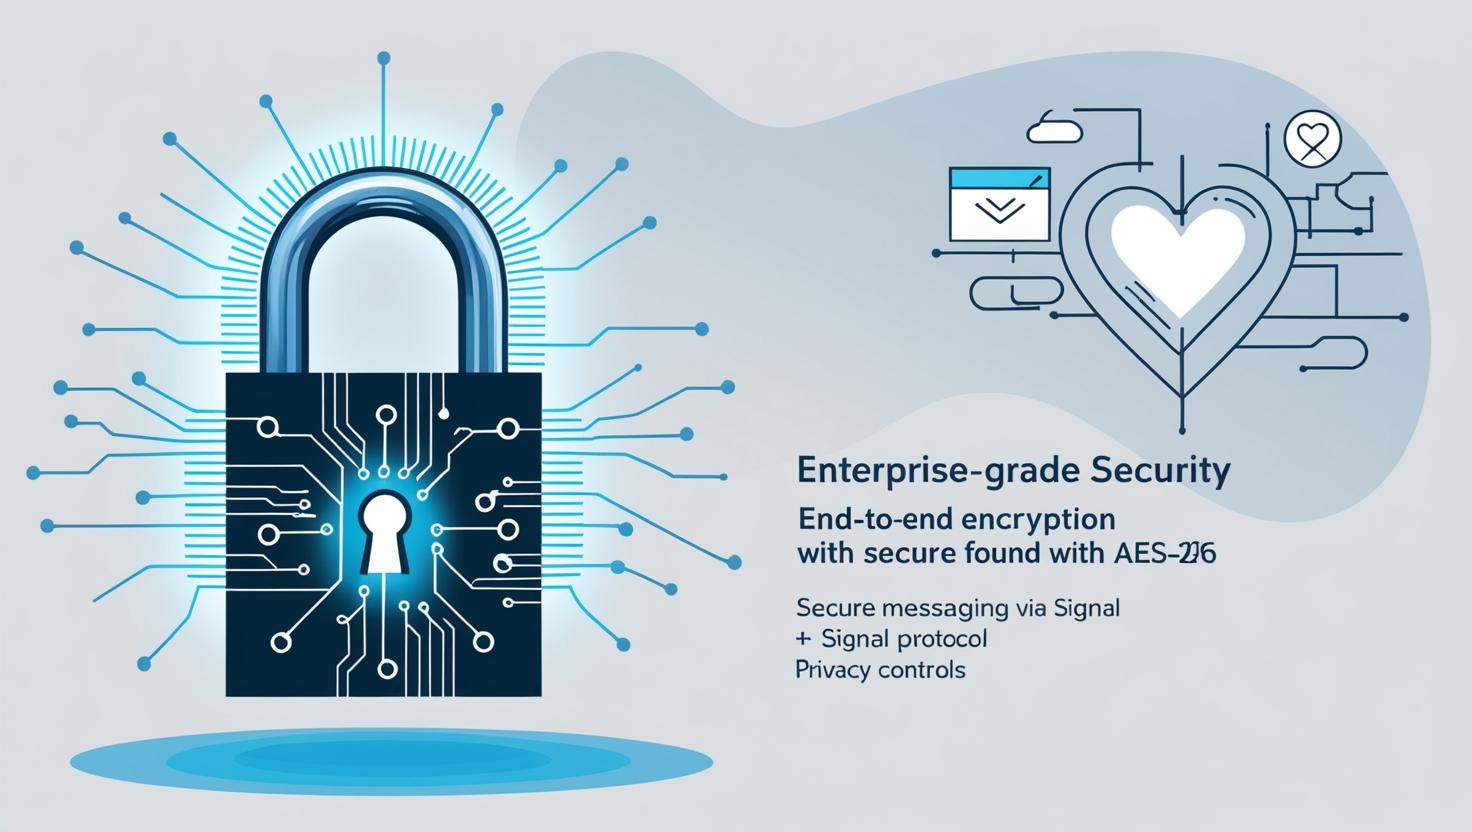 Enterprise-grade Security
End-to-end encryption
with secure found with AES-
Secure messaging via Signal
+ Signal protocol
Privacy controls